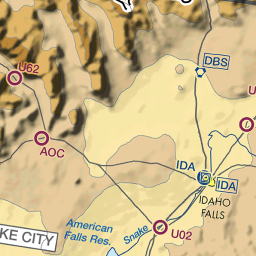 U62
DBS
U
AOC
IDA
IDA
IDAHO
FALLS
American
Falls Res.
Snake
U02
KE CITY